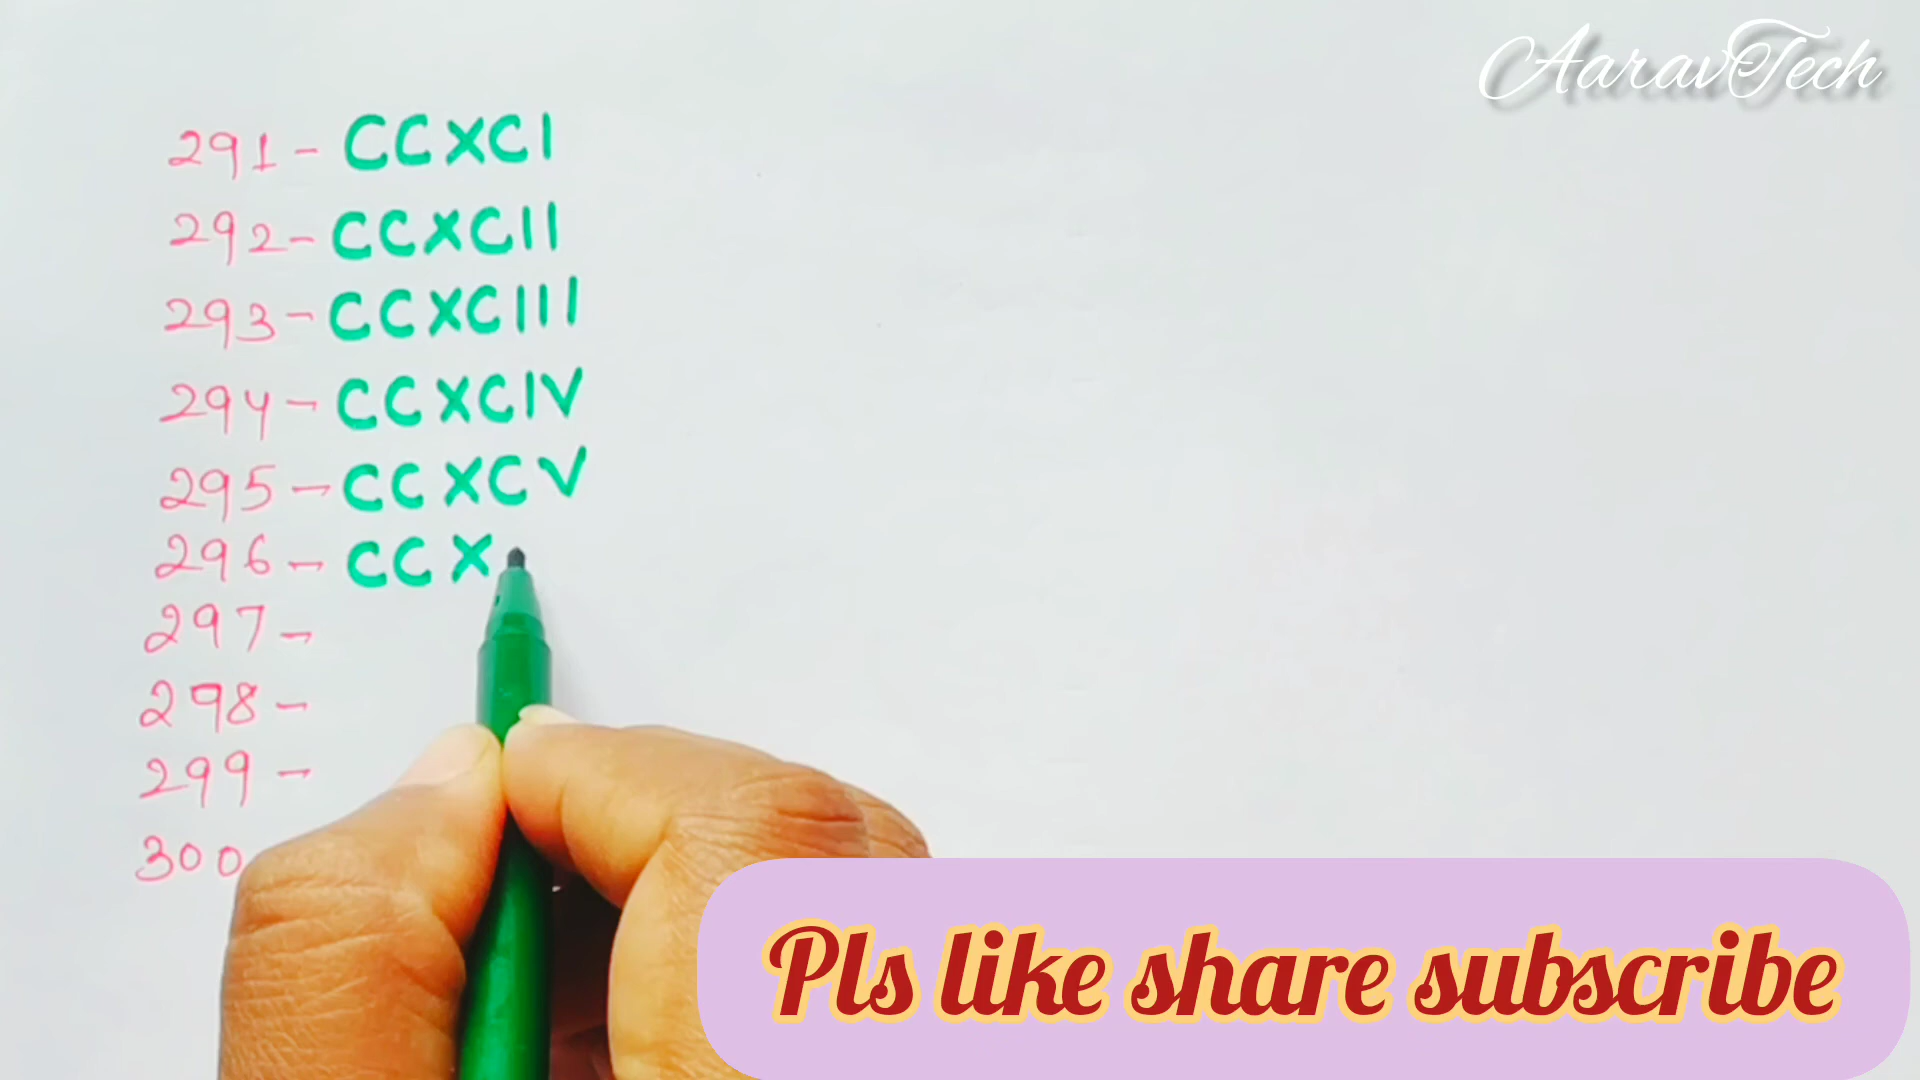 AaravTech
291 - CCXCI
292 - CCXCII
293 - CCXCIII
294 - CCXCIV
295 - CCXCV
296 - CCX
297 -
298 -
299 -
300
Pls like share subscribe